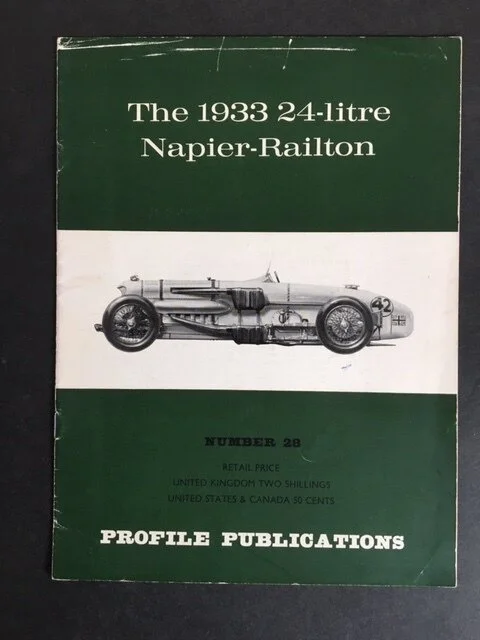 The 1933 24-litre
Napier-Railton
42
NUMBER 28
RETAIL PRICE
UNITED KINGDOM TWO SHILLINGS
UNITED STATES & CANADA 50 CENTS
PROFILE PUBLICATIONS